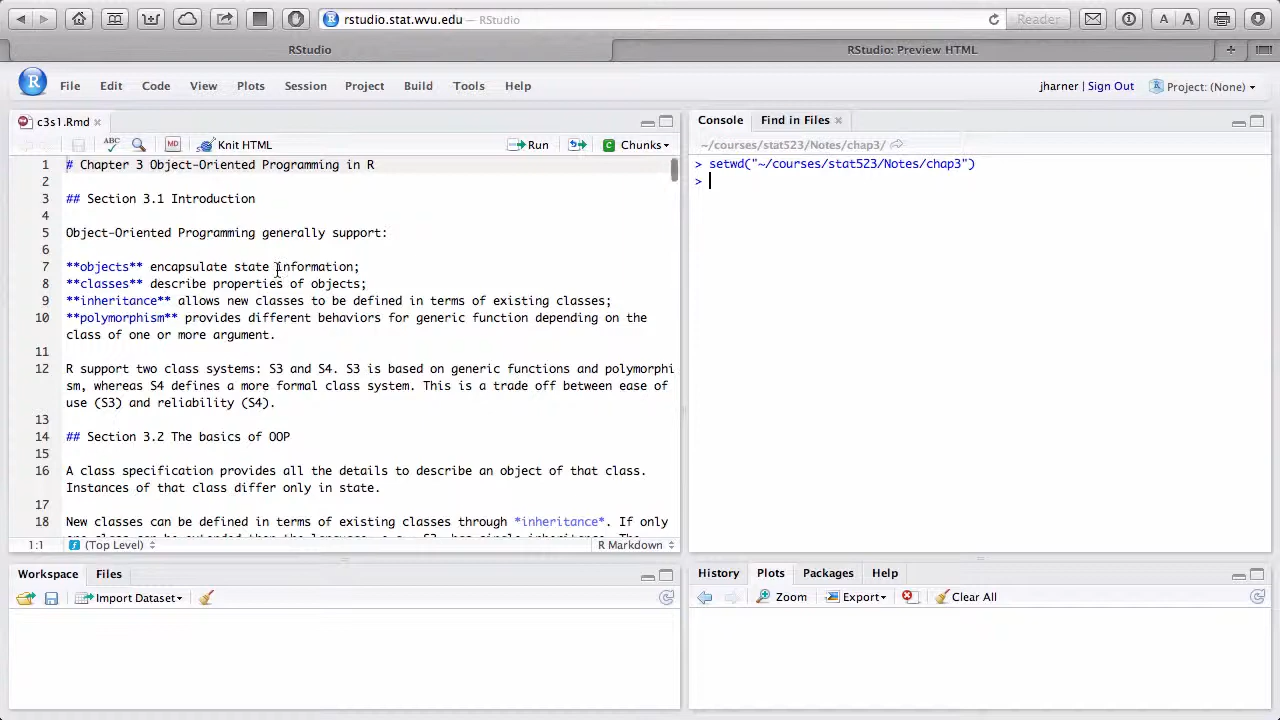 rstudio.stat.wvu.edu — RStudio
Reader
A A
RStudio
RStudio: Preview HTML
+
R File Edit Code View Plots Session Project Build Tools Help
jharner | Sign Out
Project: (None)
c3s1.Rmd
ABC MD Knit HTML Run Chunks
1 # Chapter 3 Object-Oriented Programming in R
2
3 ## Section 3.1 Introduction
4
5 Object-Oriented Programming generally support:
6
7 **objects** encapsulate state information;
8 **classes** describe properties of objects;
9 **inheritance** allows new classes to be defined in terms of existing classes;
10 **polymorphism** provides different behaviors for generic function depending on the
class of one or more argument.
11
12 R support two class systems: S3 and S4. S3 is based on generic functions and polymorphi
sm, whereas S4 defines a more formal class system. This is a trade off between ease of
use (S3) and reliability (S4).
13
14 ## Section 3.2 The basics of OOP
15
16 A class specification provides all the details to describe an object of that class.
Instances of that class differ only in state.
17
18 New classes can be defined in terms of existing classes through *inheritance*. If only
1:1 (Top Level) R Markdown
Console Find in Files
~/courses/stat523/Notes/chap3/
> setwd("~/courses/stat523/Notes/chap3")
>
Workspace Files
Import Dataset
History Plots Packages Help
Zoom Export Clear All